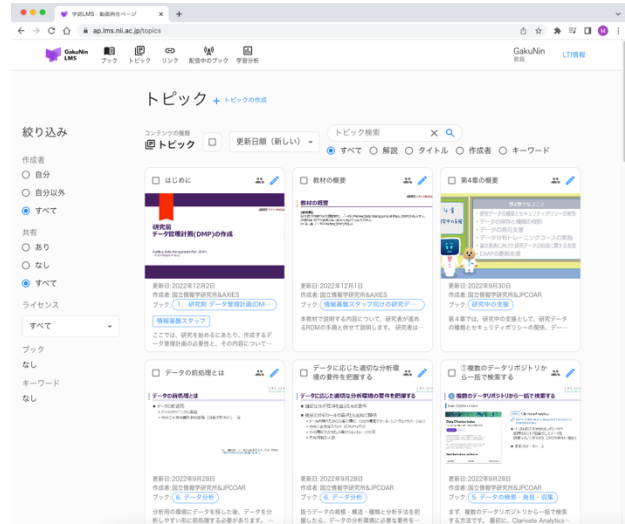 学認LMS - 動画再生ページ
ap.lms.nii.ac.jp/topics
GakuNin LMS
ブック
トピック
リンク
配信中のブック
学習分析
GakuNin
教員
LTI情報
トピック + トピックの作成
絞り込み
作成者
自分
自分以外
すべて
共有
あり
なし
すべて
ライセンス
すべて
ブック
なし
キーワード
なし
コンテンツの種類
トピック
更新日順（新しい）
トピック検索
すべて 解説 タイトル 作成者 キーワード
はじめに
研究前
データ管理計画(DMP)の作成
更新日: 2022年12月2日
作成者: 国立情報学研究所&AXIES
ブック: 1. 研究前 データ管理計画(DM…
情報基盤スタッフ
ここでは、研究を始めるにあたり、作成するデ
ータ管理計画の必要性と、その内容について…
教材の概要
教材の概要
更新日: 2022年12月1日
作成者: 国立情報学研究所&AXIES
ブック: 情報基盤スタッフ向けの研究デ…
本教材で説明する内容について、研究者が進め
るRDMの手順と併せて説明します。 研究者は…
第4章の概要
第4章で学ぶこと
更新日: 2022年9月30日
作成者: 国立情報学研究所&JPCOAR
ブック: 研究中の支援
第４章では、研究中の支援として、研究データ
の種類とセキュリティポリシーの関係、デー…
データの前処理とは
データの前処理とは
更新日: 2022年9月28日
作成者: 国立情報学研究所&JPCOAR
ブック: 6. データ分析
分析用の環境にデータを移した後、データを分
析しやすい形に前処理する必要があります。 …
データに応じた適切な分析環
境の要件を把握する
データに応じた適切な分析環境の要件を把握する
更新日: 2022年9月28日
作成者: 国立情報学研究所&JPCOAR
ブック: 6. データ分析
扱うデータの規模・構造・種類と分析手法を把
握したら、データの分析環境に必要な要件を…
①複数のデータリポジトリか
ら一括で検索する
① 複数のデータリポジトリから一括で検索する
更新日: 2022年9月28日
作成者: 国立情報学研究所&JPCOAR
ブック: 5. データの検索・発見・収集
まず、複数のデータリポジトリから一括で検索
する方法です。 最初に、Clarivate Analytics…